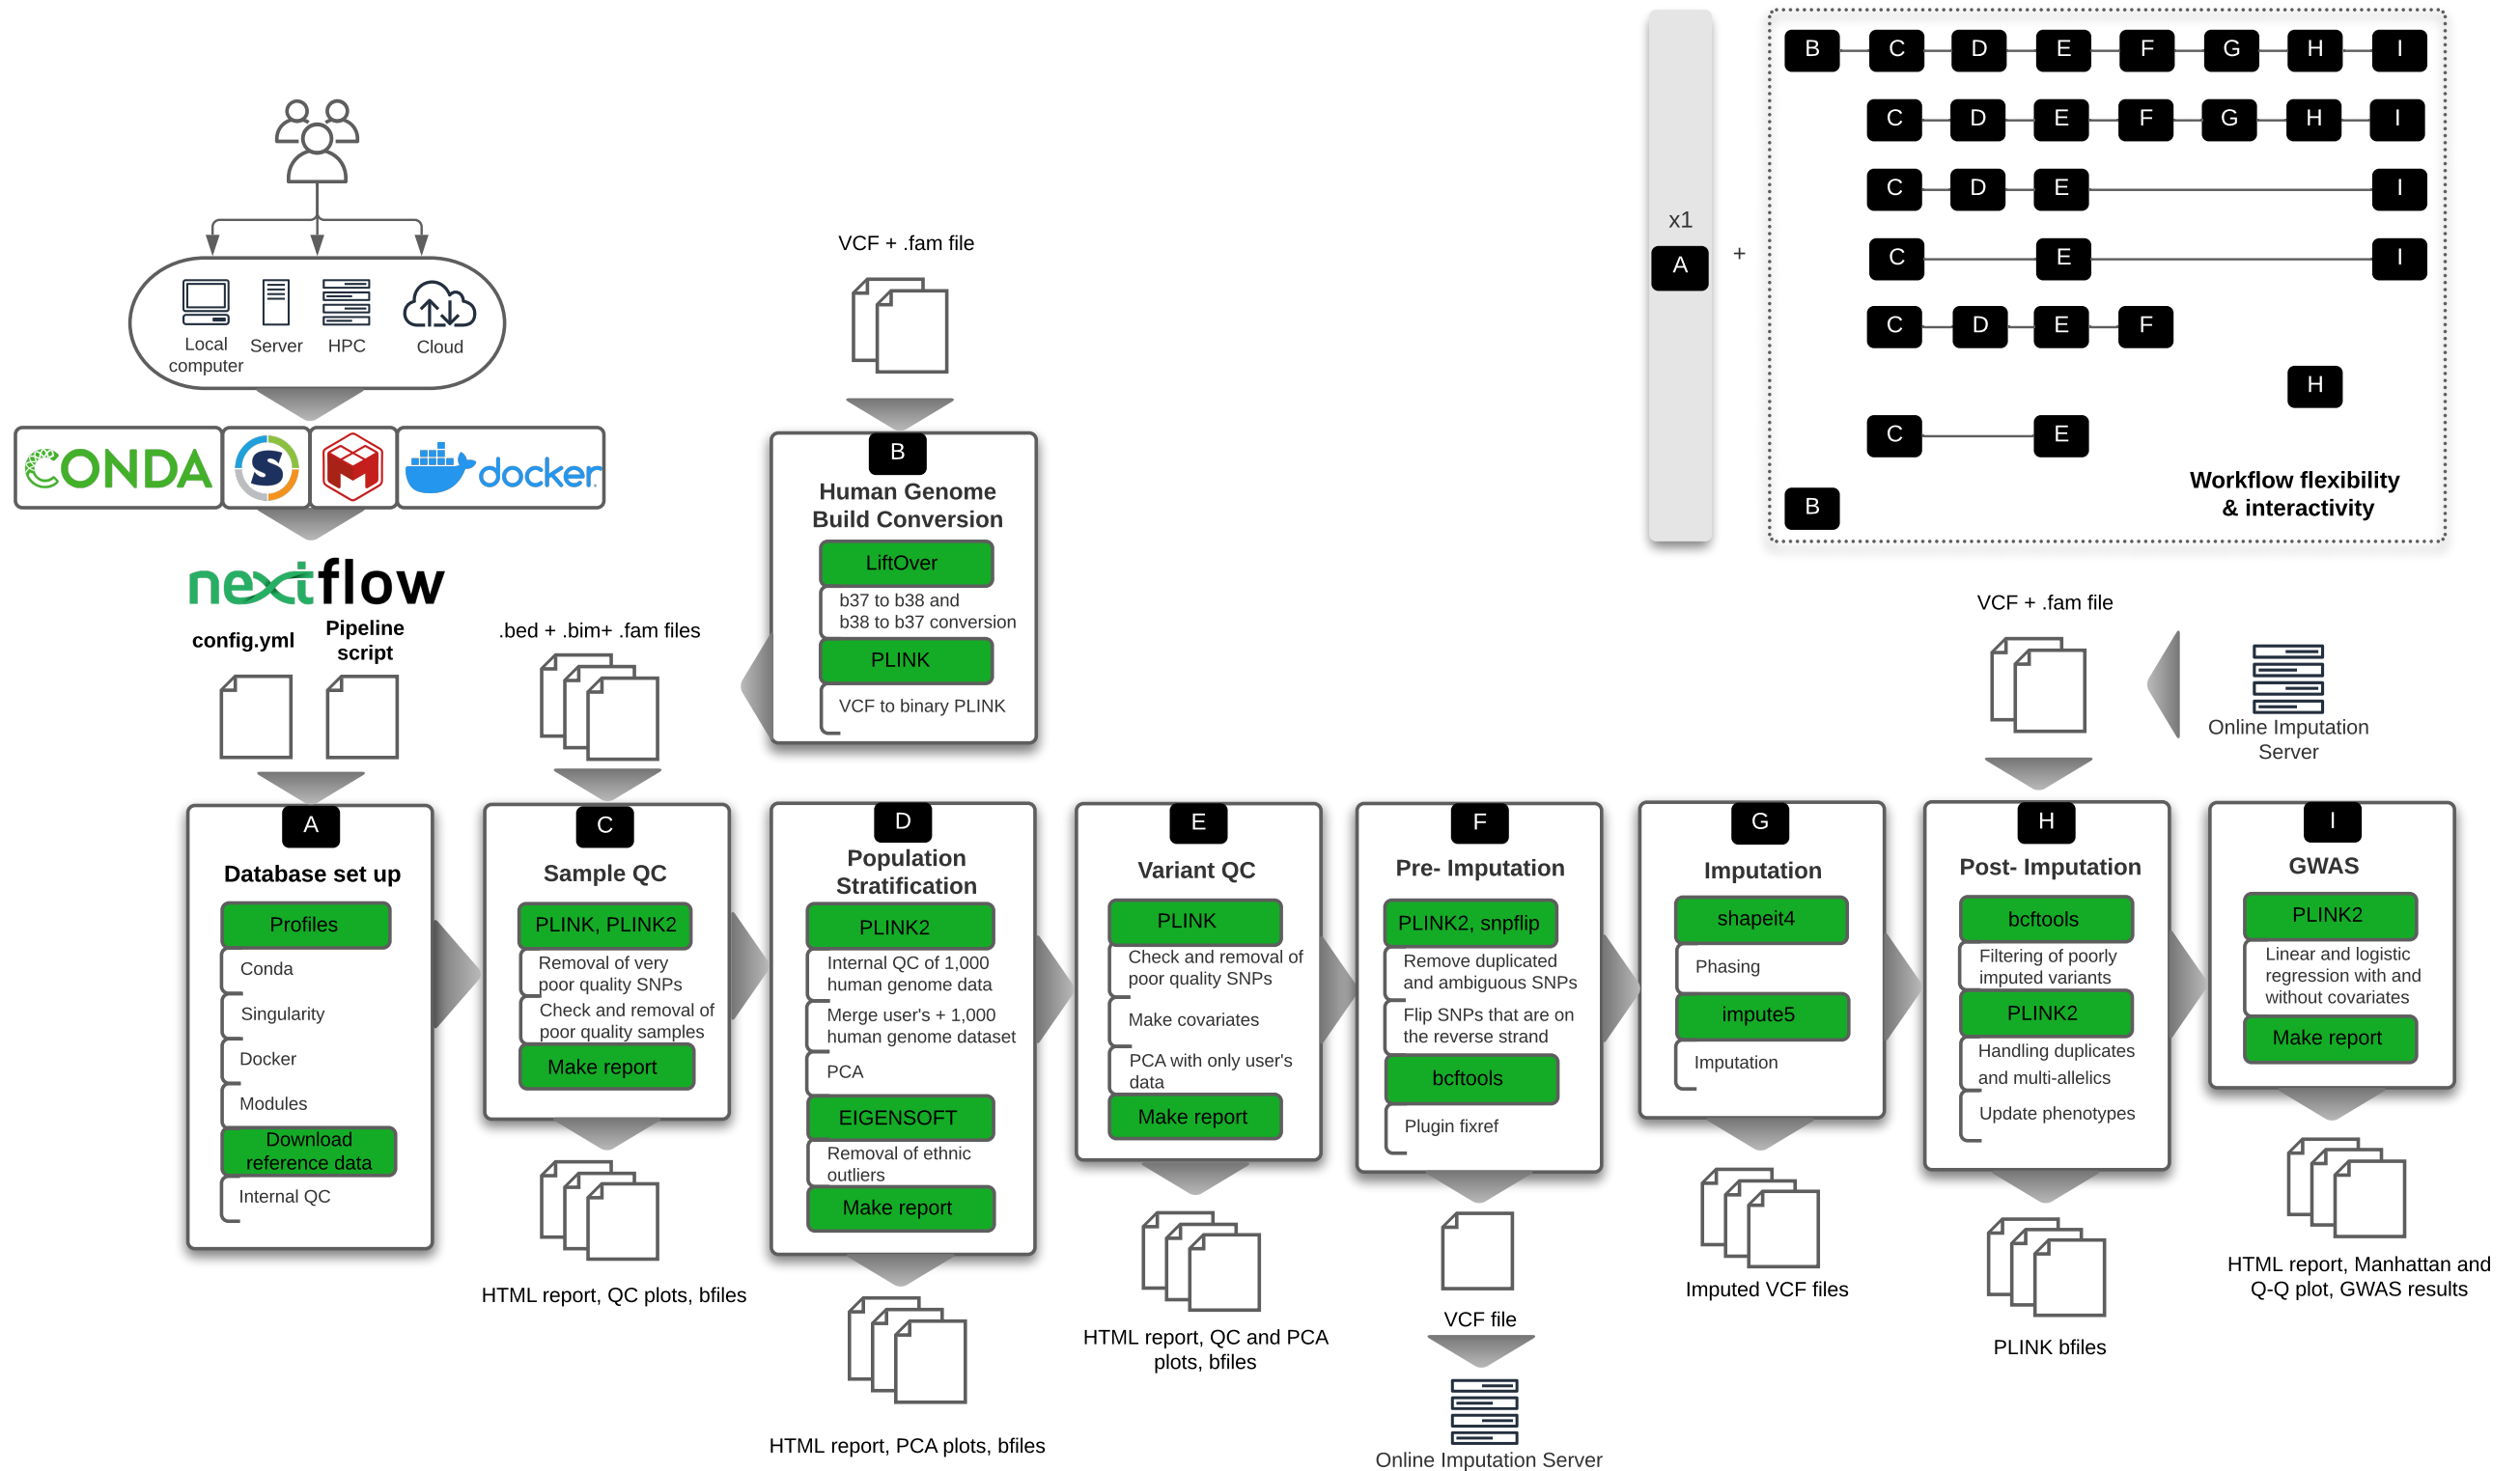 Local
computer
Server
HPC
Cloud
CONDA
S
M
docker
nextflow
config.yml
Pipeline
script
A
Database set up
Profiles
Conda
Singularity
Docker
Modules
Download
reference data
Internal QC
.bed + .bim+ .fam files
C
Sample QC
PLINK, PLINK2
Removal of very
poor quality SNPs
Check and removal of
poor quality samples
Make report
HTML report, QC plots, bfiles
VCF + .fam file
B
Human Genome
Build Conversion
LiftOver
b37 to b38 and
b38 to b37 conversion
PLINK
VCF to binary PLINK
D
Population
Stratification
PLINK2
Internal QC of 1,000
human genome data
Merge user's + 1,000
human genome dataset
PCA
EIGENSOFT
Removal of ethnic
outliers
Make report
HTML report, PCA plots, bfiles
E
Variant QC
PLINK
Check and removal of
poor quality SNPs
Make covariates
PCA with only user's
data
Make report
HTML report, QC and PCA
plots, bfiles
F
Pre- Imputation
PLINK2, snpflip
Remove duplicated
and ambiguous SNPs
Flip SNPs that are on
the reverse strand
bcftools
Plugin fixref
VCF file
Online Imputation Server
G
Imputation
shapeit4
Phasing
impute5
Imputation
Imputed VCF files
VCF + .fam file
Online Imputation
Server
H
Post- Imputation
bcftools
Filtering of poorly
imputed variants
PLINK2
Handling duplicates
and multi-allelics
Update phenotypes
PLINK bfiles
I
GWAS
PLINK2
Linear and logistic
regression with and
without covariates
Make report
HTML report, Manhattan and
Q-Q plot, GWAS results
x1
A
+
B C D E F G H I
C D E F G H I
C D E I
C E I
C D E F
H
C E
B
Workflow flexibility
& interactivity